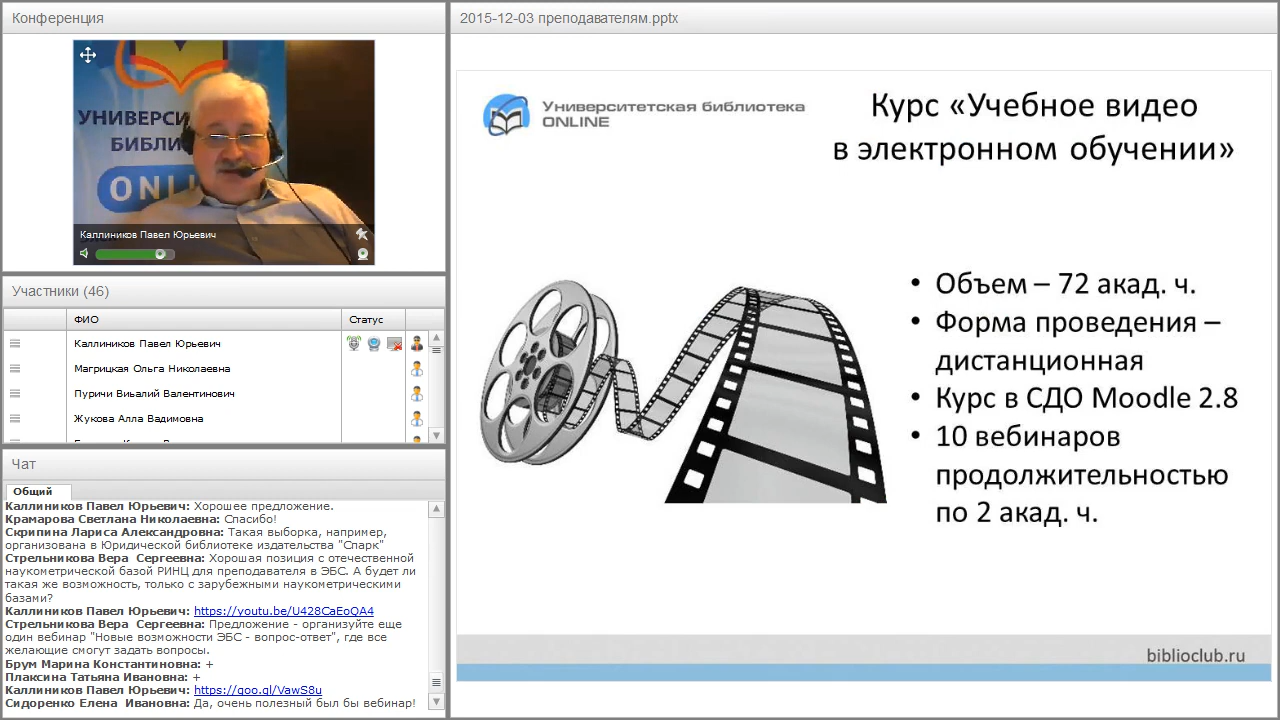 Конференция
УНИВЕРСИ
БИБЛИ
ONLI
Каллиников Павел Юрьевич
Участники (46)
ФИО Статус
Каллиников Павел Юрьевич
Магрицкая Ольга Николаевна
Пуричи Виьалий Валентинович
Жукова Алла Вадимовна
Чат
Общий
Каллиников Павел Юрьевич: Хорошее предложение.
Крамарова Светлана Николаевна: Спасибо!
Скрипина Лариса Александровна: Такая выборка, например,
организована в Юридической библиотеке издательства "Спарк"
Стрельникова Вера Сергеевна: Хорошая позиция с отечественной
наукометрической базой РИНЦ для преподавателя в ЭБС. А будет ли
такая же возможность, только с зарубежными наукометрическими
базами?
Каллиников Павел Юрьевич: https://youtu.be/U428CaEoQA4
Стрельникова Вера Сергеевна: Предложение - организуйте еще
один вебинар "Новые возможности ЭБС - вопрос-ответ", где все
желающие смогут задать вопросы.
Брум Марина Константиновна: +
Плаксина Татьяна Ивановна: +
Каллиников Павел Юрьевич: https://goo.gl/VawS8u
Сидоренко Елена Ивановна: Да, очень полезный был бы вебинар!
2015-12-03 преподавателям.pptx
Университетская библиотека
ONLINE
Курс «Учебное видео
в электронном обучении»
• Объем – 72 акад. ч.
• Форма проведения –
дистанционная
• Курс в СДО Moodle 2.8
• 10 вебинаров
продолжительностью
по 2 акад. ч.
biblioclub.ru